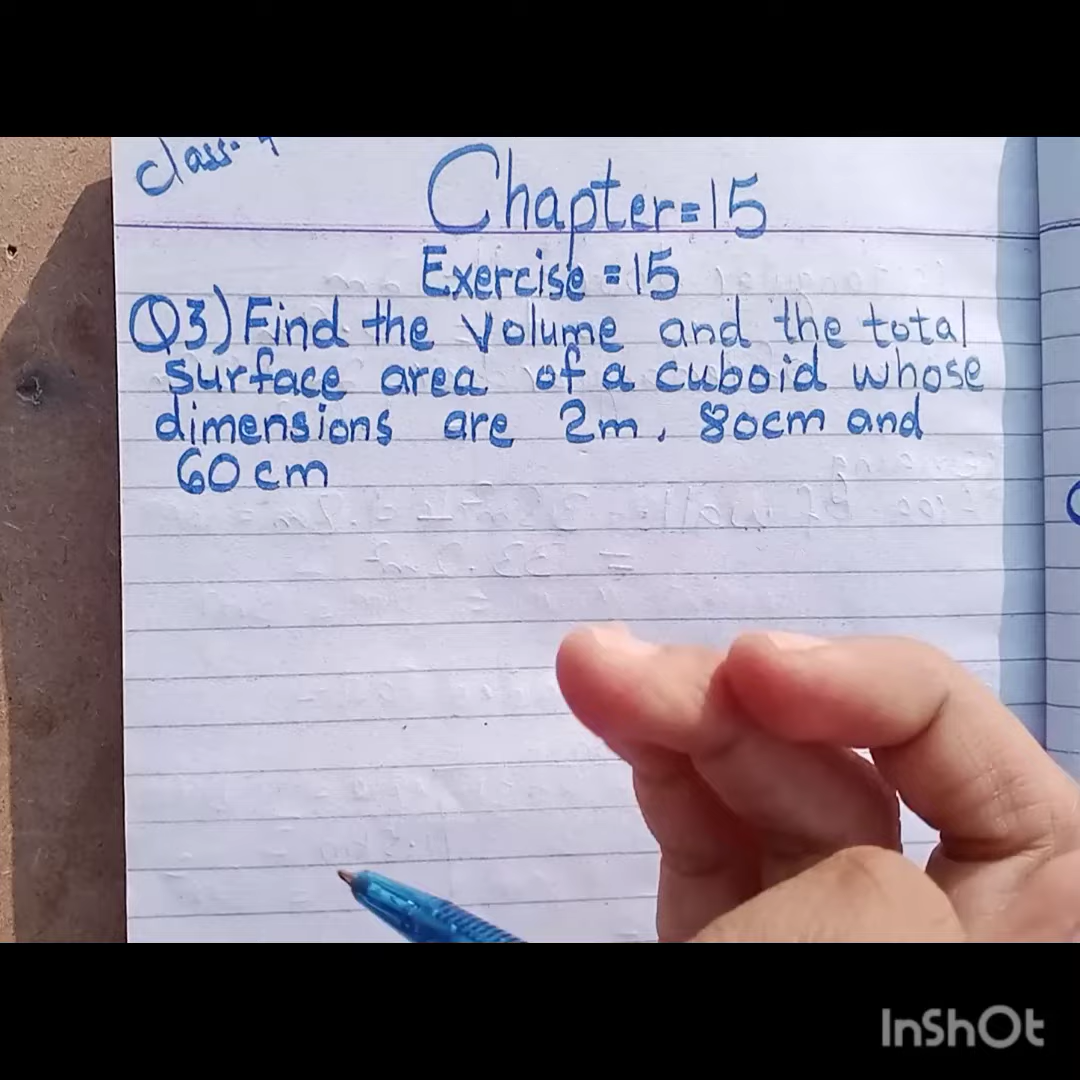 class.
Chapter=15
Exercise =15
Q3) Find the volume and the total
surface area of a cuboid whose
dimensions are 2m, 80cm and
60cm
InShOt